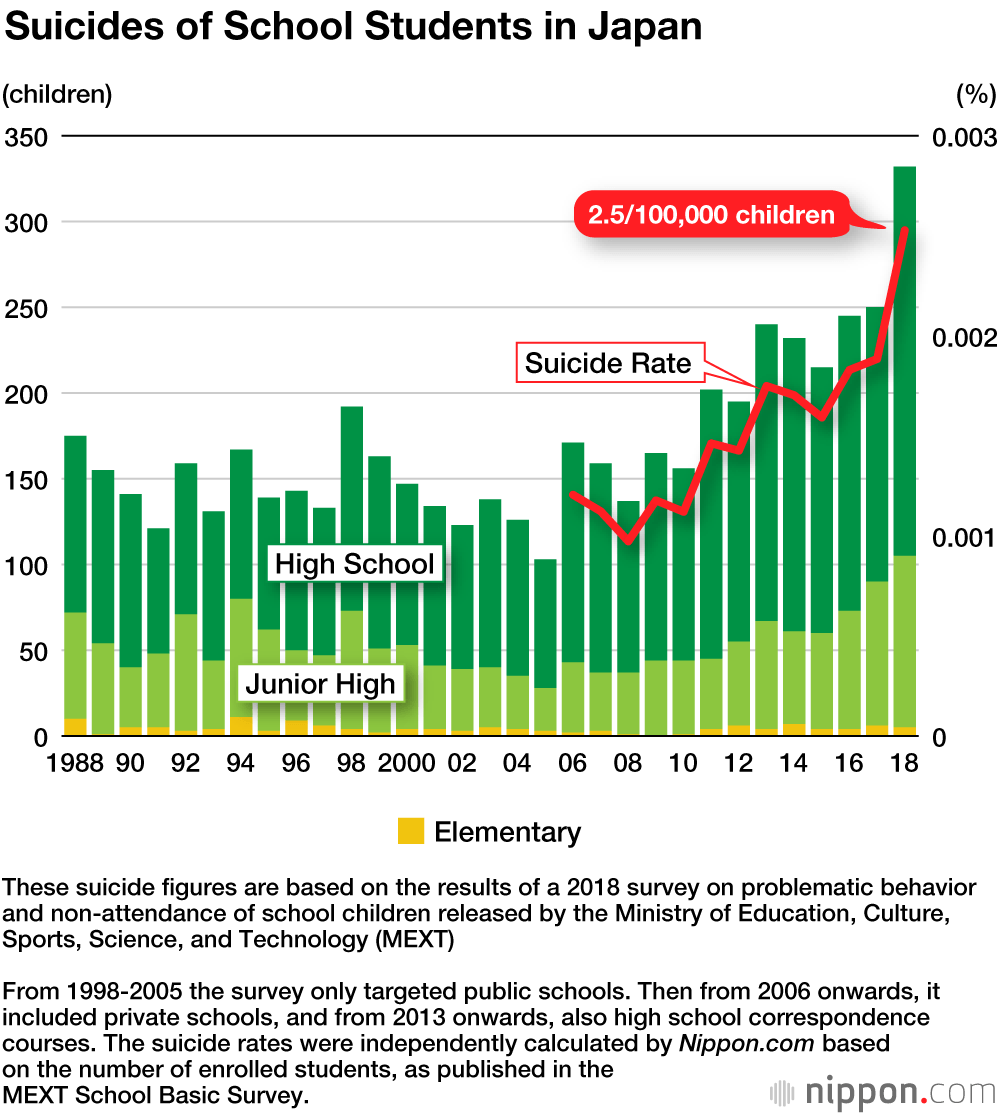 Suicides of School Students in Japan
(children)
(%)
350
0.003
2.5/100,000 children
300
250
0.002
Suicide Rate
200
150
0.001
High School
100
50
Junior High
0
0
1988 90 92 94 96 98 2000 02 04 06 08 10 12 14 16 18
Elementary
These suicide figures are based on the results of a 2018 survey on problematic behavior
and non-attendance of school children released by the Ministry of Education, Culture,
Sports, Science, and Technology (MEXT)
From 1998-2005 the survey only targeted public schools. Then from 2006 onwards, it
included private schools, and from 2013 onwards, also high school correspondence
courses. The suicide rates were independently calculated by Nippon.com based
on the number of enrolled students, as published in the
MEXT School Basic Survey.
nippon.com